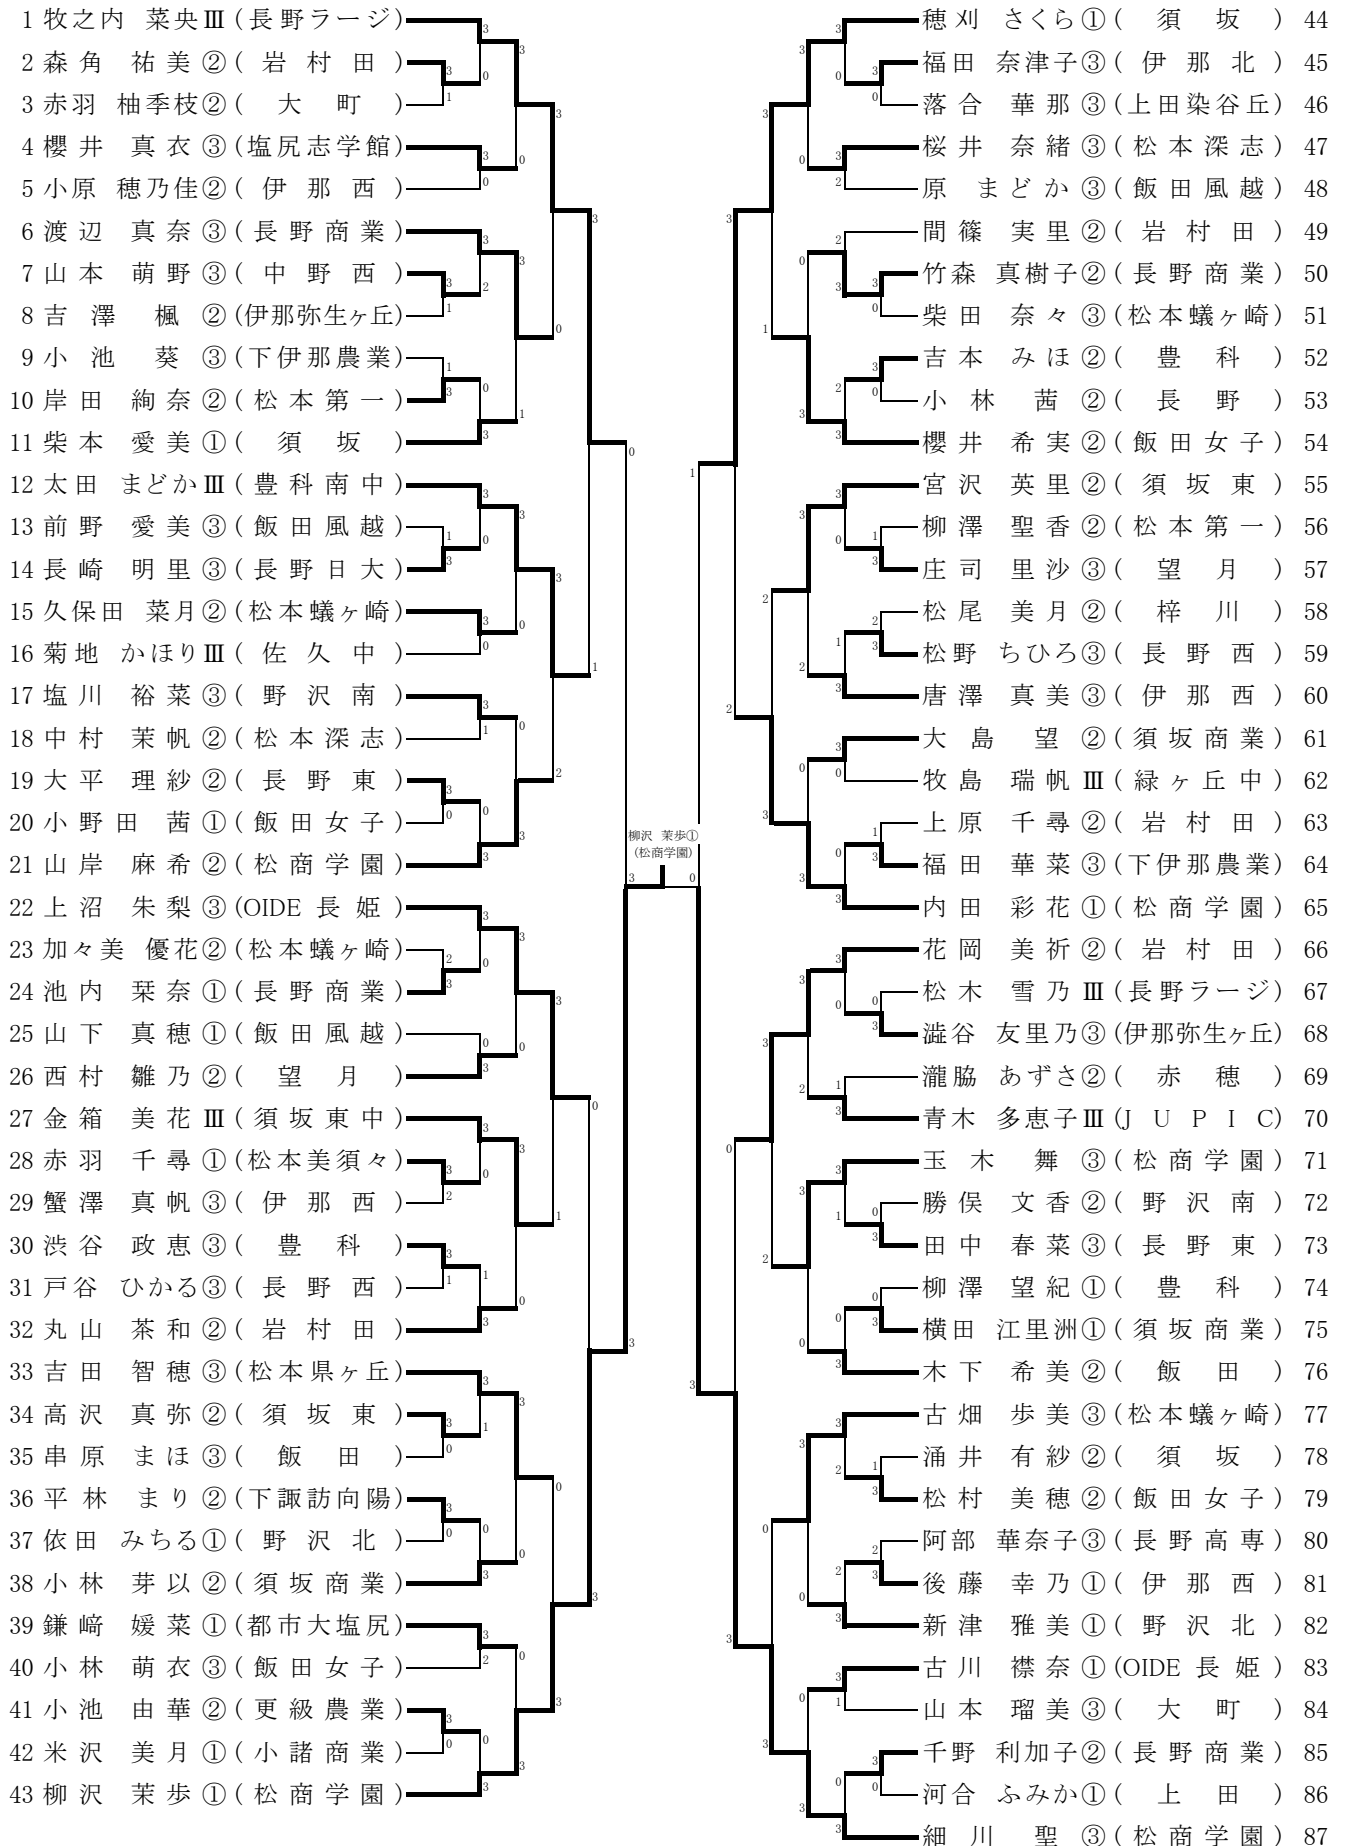 1 牧之内 菜央Ⅲ(長野ラージ)
2 森角 祐美②(岩村田)
3 赤羽 柚季枝②(大町)
4 櫻井 真衣③(塩尻志学館)
5 小原 穂乃佳②(伊那西)
6 渡辺 真奈③(長野商業)
7 山本 萌野③(中野西)
8 吉澤 楓②(伊那弥生ヶ丘)
9 小池 葵③(下伊那農業)
10 岸田 絢奈②(松本第一)
11 柴本 愛美①(須坂)
12 太田 まどかⅢ(豊科南中)
13 前野 愛美③(飯田風越)
14 長崎 明里③(長野日大)
15 久保田 菜月②(松本蟻ヶ崎)
16 菊地 かほりⅢ(佐久中)
17 塩川 裕菜③(野沢南)
18 中村 茉帆②(松本深志)
19 大平 理紗②(長野東)
20 小野田 茜①(飯田女子)
21 山岸 麻希②(松商学園)
22 上沼 朱梨③(OIDE 長姫)
23 加々美 優花②(松本蟻ヶ崎)
24 池内 栞奈①(長野商業)
25 山下 真穂①(飯田風越)
26 西村 雛乃②(望月)
27 金箱 美花Ⅲ(須坂東中)
28 赤羽 千尋①(松本美須々)
29 蟹澤 真帆③(伊那西)
30 渋谷 政恵③(豊科)
31 戸谷 ひかる③(長野西)
32 丸山 茶和②(岩村田)
33 吉田 智穂③(松本県ヶ丘)
34 高沢 真弥②(須坂東)
35 串原 まほ③(飯田)
36 平林 まり②(下諏訪向陽)
37 依田 みちる①(野沢北)
38 小林 芽以②(須坂商業)
39 鎌﨑 媛菜①(都市大塩尻)
40 小林 萌衣③(飯田女子)
41 小池 由華②(更級農業)
42 米沢 美月①(小諸商業)
43 柳沢 茉歩①(松商学園)
柳沢 茉歩①
(松商学園)
穂刈 さくら①(須坂) 44
福田 奈津子③(伊那北) 45
落合 華那③(上田染谷丘) 46
桜井 奈緒③(松本深志) 47
原 まどか③(飯田風越) 48
間篠 実里②(岩村田) 49
竹森 真樹子②(長野商業) 50
柴田 奈々③(松本蟻ヶ崎) 51
吉本 みほ②(豊科) 52
小林 茜②(長野) 53
櫻井 希実②(飯田女子) 54
宮沢 英里②(須坂東) 55
柳澤 聖香②(松本第一) 56
庄司 里沙③(望月) 57
松尾 美月②(梓川) 58
松野 ちひろ③(長野西) 59
唐澤 真美③(伊那西) 60
大島 望②(須坂商業) 61
牧島 瑞帆Ⅲ(緑ヶ丘中) 62
上原 千尋②(岩村田) 63
福田 華菜③(下伊那農業) 64
内田 彩花①(松商学園) 65
花岡 美祈②(岩村田) 66
松木 雪乃Ⅲ(長野ラージ) 67
澁谷 友里乃③(伊那弥生ヶ丘) 68
瀧脇 あずさ②(赤穂) 69
青木 多恵子Ⅲ(JUPIC) 70
玉木 舞③(松商学園) 71
勝俣 文香②(野沢南) 72
田中 春菜③(長野東) 73
柳澤 望紀①(豊科) 74
横田 江里洲①(須坂商業) 75
木下 希美②(飯田) 76
古畑 歩美③(松本蟻ヶ崎) 77
涌井 有紗②(須坂) 78
松村 美穂②(飯田女子) 79
阿部 華奈子③(長野高専) 80
後藤 幸乃①(伊那西) 81
新津 雅美①(野沢北) 82
古川 襟奈①(OIDE 長姫) 83
山本 瑠美③(大町) 84
千野 利加子②(長野商業) 85
河合 ふみか①(上田) 86
細川 聖③(松商学園) 87